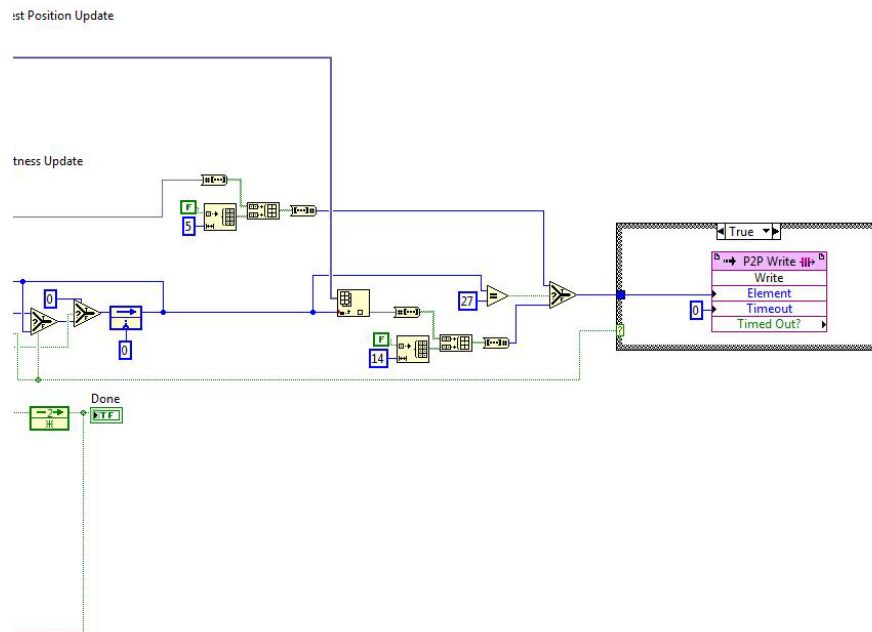 est Position Update
tness Update
F
5
0
0
27
F
14
True
P2P Write
Write
Element
0
Timeout
Timed Out?
Done
2
TF